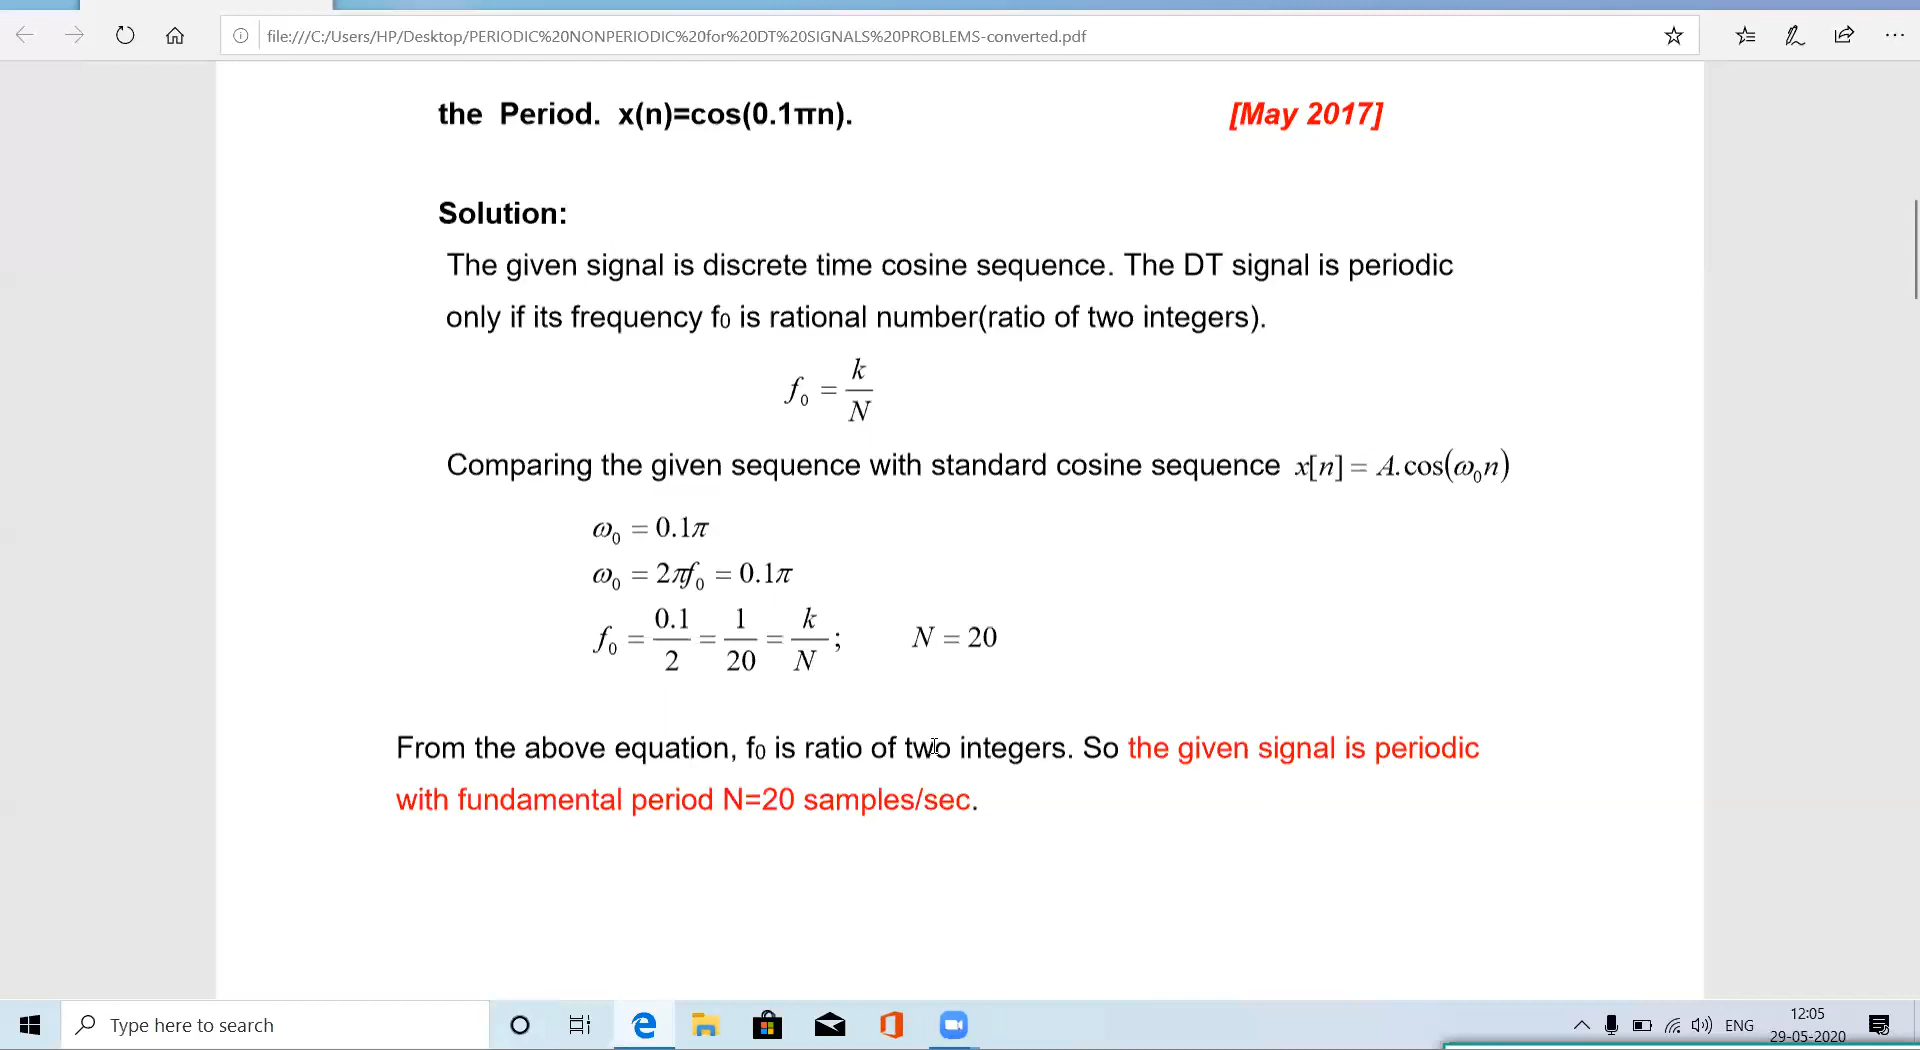 file:///C:/Users/HP/Desktop/PERIODIC%20NONPERIODIC%20for%20DT%20SIGNALS%20PROBLEMS-converted.pdf
the Period. x(n)=cos(0.1πn). [May 2017]
Solution:
The given signal is discrete time cosine sequence. The DT signal is periodic
only if its frequency f₀ is rational number(ratio of two integers).
f₀ = k/N
Comparing the given sequence with standard cosine sequence x[n] = A.cos(ω₀n)
ω₀ = 0.1π
ω₀ = 2πf₀ = 0.1π
f₀ = 0.1/2 = 1/20 = k/N ; N = 20
From the above equation, f₀ is ratio of two integers. So the given signal is periodic
with fundamental period N=20 samples/sec.
Type here to search
ENG
12:05
29-05-2020